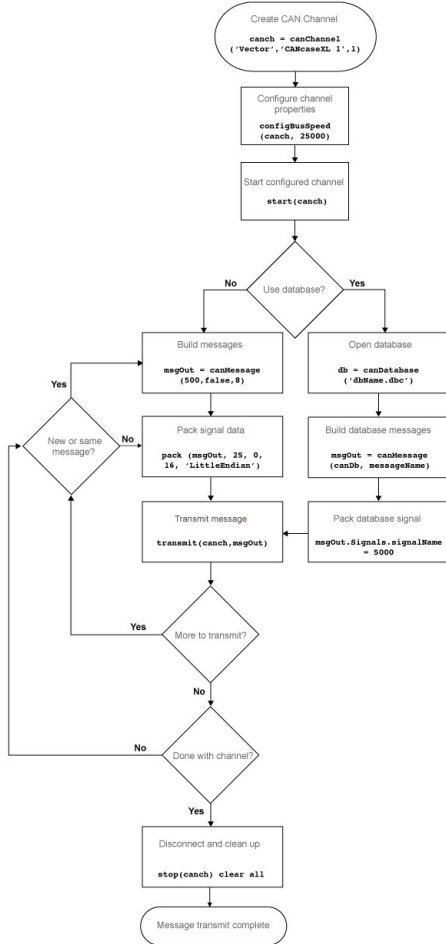 Create CAN Channel
canch = canChannel
('Vector','CANcaseXL 1',1)
Configure channel
properties
configBusSpeed
(canch, 25000)
Start configured channel
start(canch)
Use database?
No
Yes
Build messages
msgOut = canMessage
(500,false,8)
Open database
db = canDatabase
('dbName.dbc')
Yes
New or same
message?
No
Pack signal data
pack (msgOut, 25, 0,
16, 'LittleEndian')
Build database messages
msgOut = canMessage
(canDb, messageName)
Transmit message
transmit(canch,msgOut)
Pack database signal
msgOut.Signals.signalName
= 5000
Yes
More to transmit?
No
No
Done with channel?
Yes
Disconnect and clean up
stop(canch) clear all
Message transmit complete